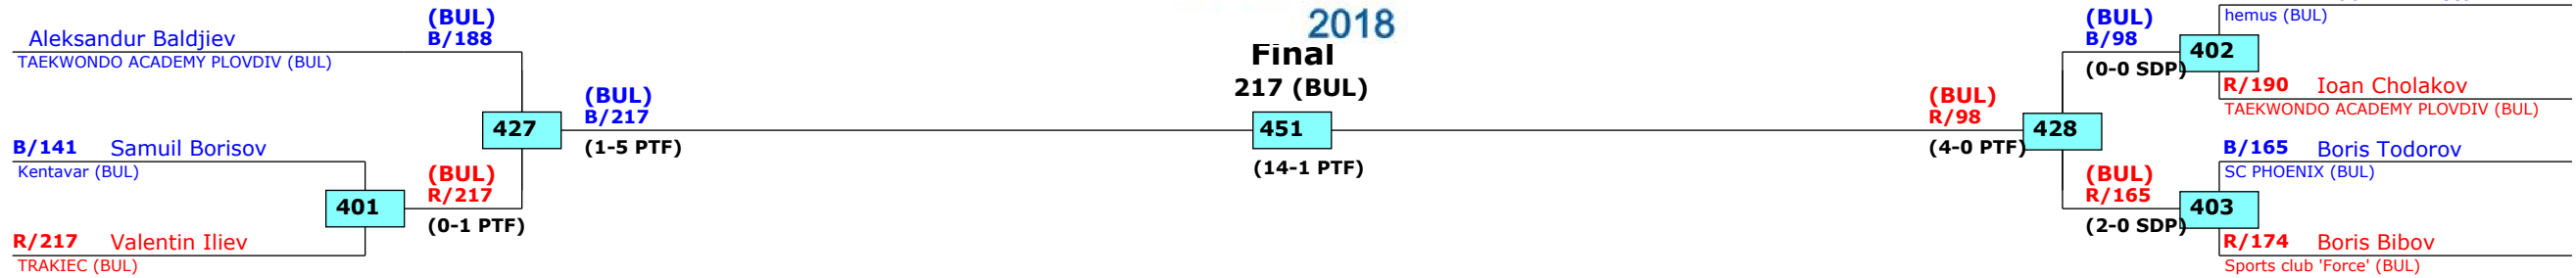 2018
Final
217 (BUL)
(BUL)
B/188
Aleksandur Baldjiev
TAEKWONDO ACADEMY PLOVDIV (BUL)
427
(BUL)
B/217
(1-5 PTF)
B/141 Samuil Borisov
Kentavar (BUL)
401
(BUL)
R/217
(0-1 PTF)
R/217 Valentin Iliev
TRAKIEC (BUL)
451
(14-1 PTF)
(BUL)
R/98
(4-0 PTF)
428
(BUL)
B/98
(0-0 SDP)
402
hemus (BUL)
R/190 Ioan Cholakov
TAEKWONDO ACADEMY PLOVDIV (BUL)
B/165 Boris Todorov
SC PHOENIX (BUL)
(BUL)
R/165
(2-0 SDP)
403
R/174 Boris Bibov
Sports club 'Force' (BUL)